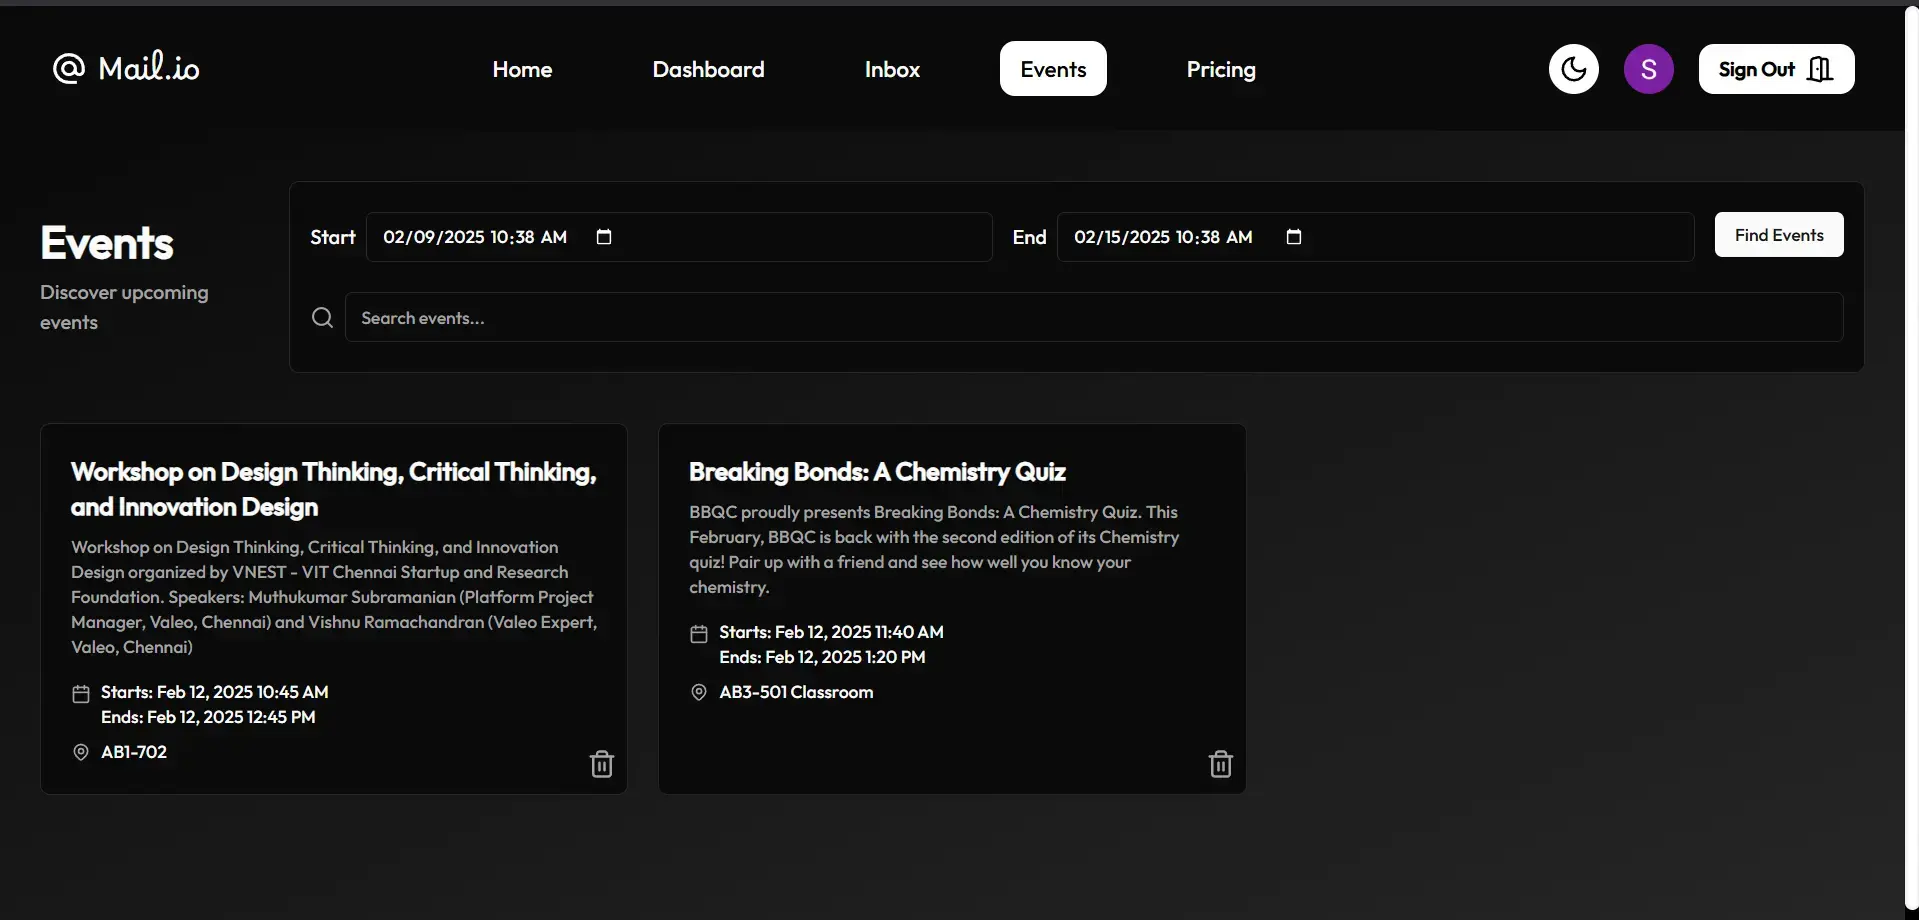 @ Mail.io
Home
Dashboard
Inbox
Events
Pricing
S
Sign Out
Events
Discover upcoming
events
Start
02/09/2025 10:38 AM
End
02/15/2025 10:38 AM
Find Events
Search events...
Workshop on Design Thinking, Critical Thinking,
and Innovation Design
Workshop on Design Thinking, Critical Thinking, and Innovation
Design organized by VNEST - VIT Chennai Startup and Research
Foundation. Speakers: Muthukumar Subramanian (Platform Project
Manager, Valeo, Chennai) and Vishnu Ramachandran (Valeo Expert,
Valeo, Chennai)
Starts: Feb 12, 2025 10:45 AM
Ends: Feb 12, 2025 12:45 PM
AB1-702
Breaking Bonds: A Chemistry Quiz
BBQC proudly presents Breaking Bonds: A Chemistry Quiz. This
February, BBQC is back with the second edition of its Chemistry
quiz! Pair up with a friend and see how well you know your
chemistry.
Starts: Feb 12, 2025 11:40 AM
Ends: Feb 12, 2025 1:20 PM
AB3-501 Classroom